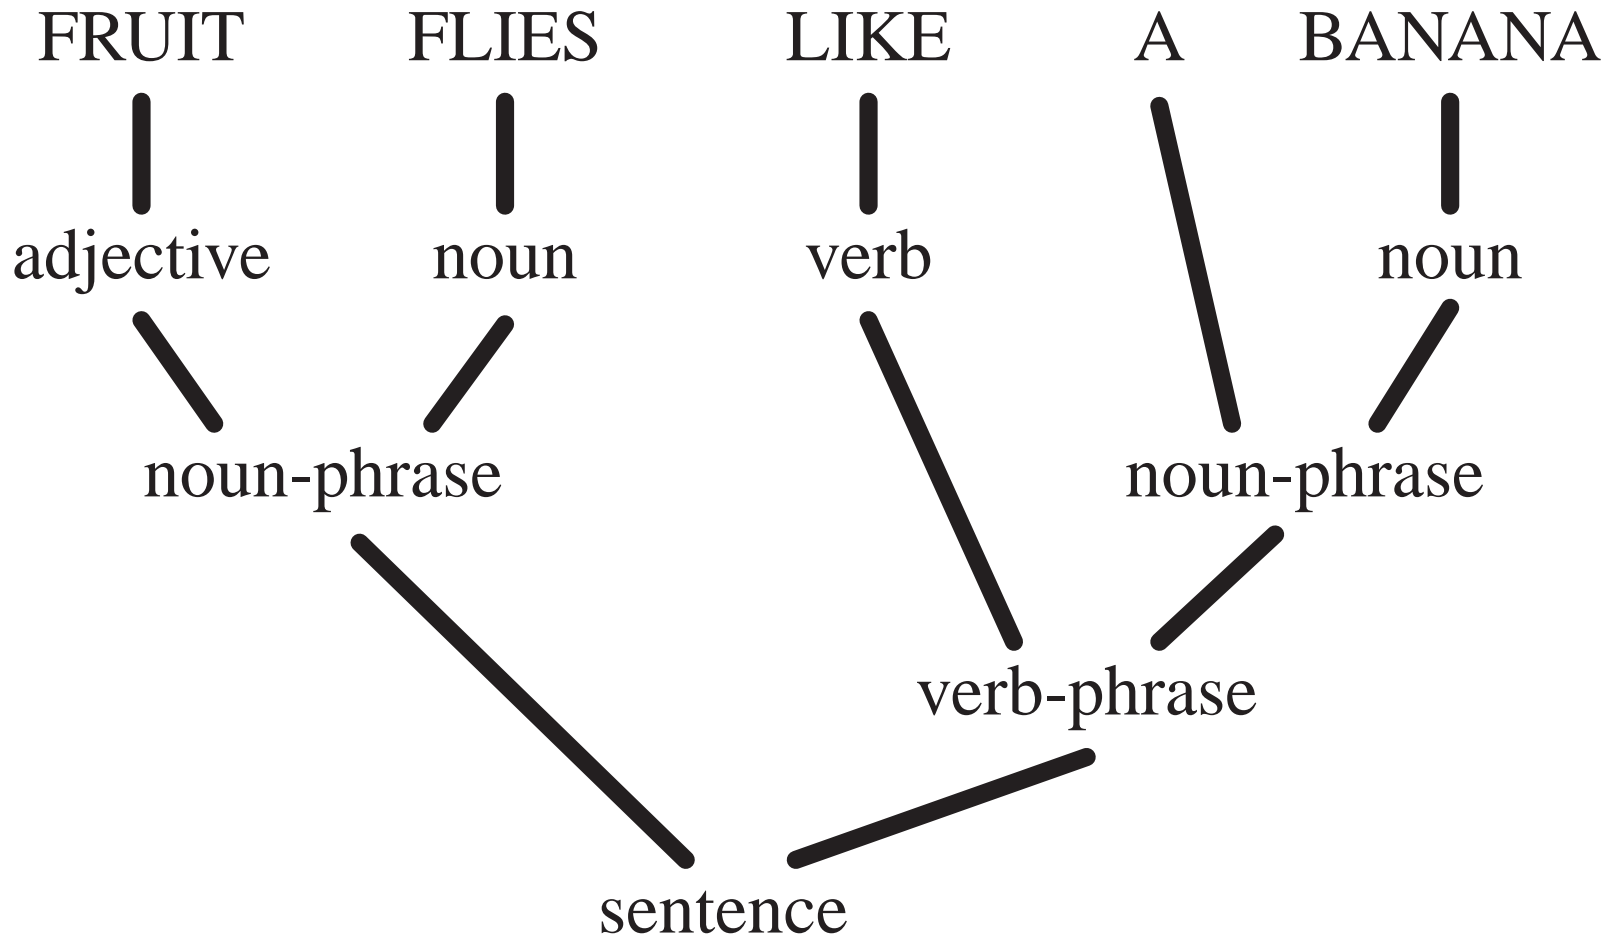 FRUIT FLIES LIKE A BANANA
adjective noun verb noun
noun-phrase noun-phrase
verb-phrase
sentence